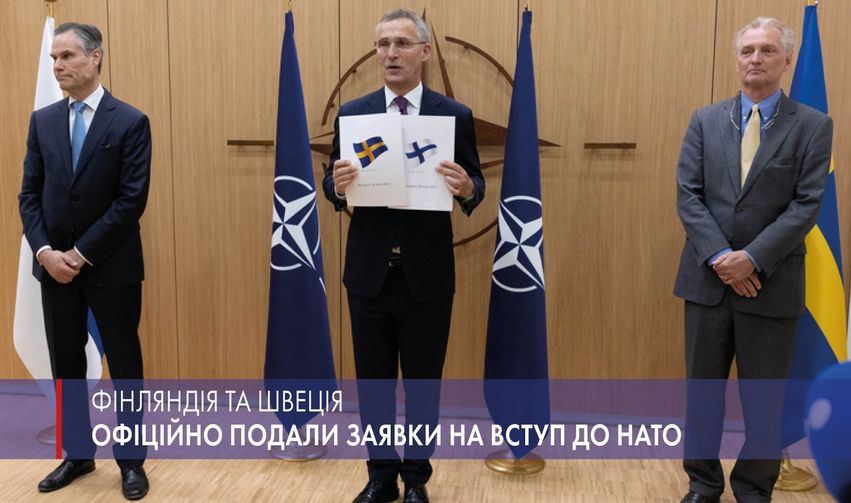 ФІНЛЯНДІЯ ТА ШВЕЦІЯ
ОФІЦІЙНО ПОДАЛИ ЗАЯВКИ НА ВСТУП ДО НАТО